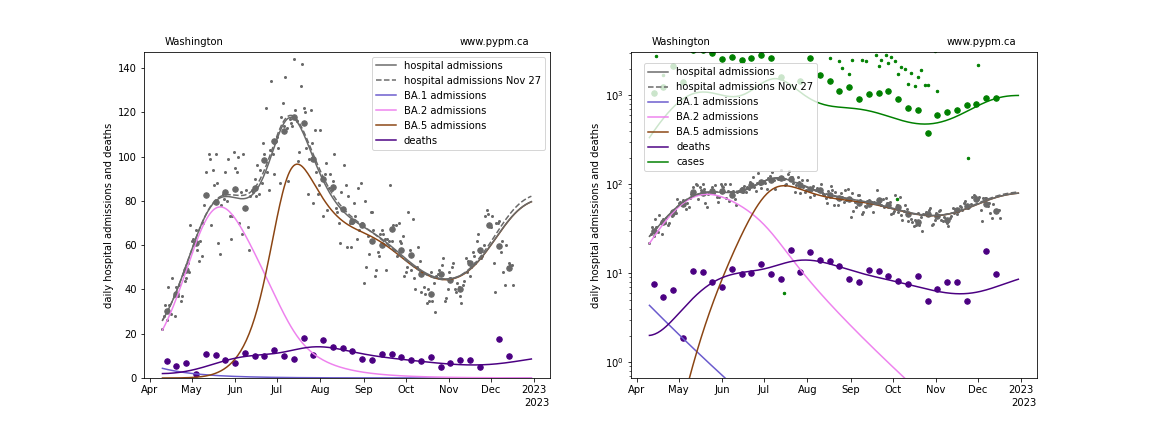 Washington
www.pypm.ca
daily hospital admissions and deaths
140
120
100
80
60
40
20
0
hospital admissions
hospital admissions Nov 27
BA.1 admissions
BA.2 admissions
BA.5 admissions
deaths
Apr May Jun Jul Aug Sep Oct Nov Dec 2023
2023
Washington
www.pypm.ca
daily hospital admissions and deaths
10³
10²
10¹
10⁰
hospital admissions
hospital admissions Nov 27
BA.1 admissions
BA.2 admissions
BA.5 admissions
deaths
cases
Apr May Jun Jul Aug Sep Oct Nov Dec 2023
2023